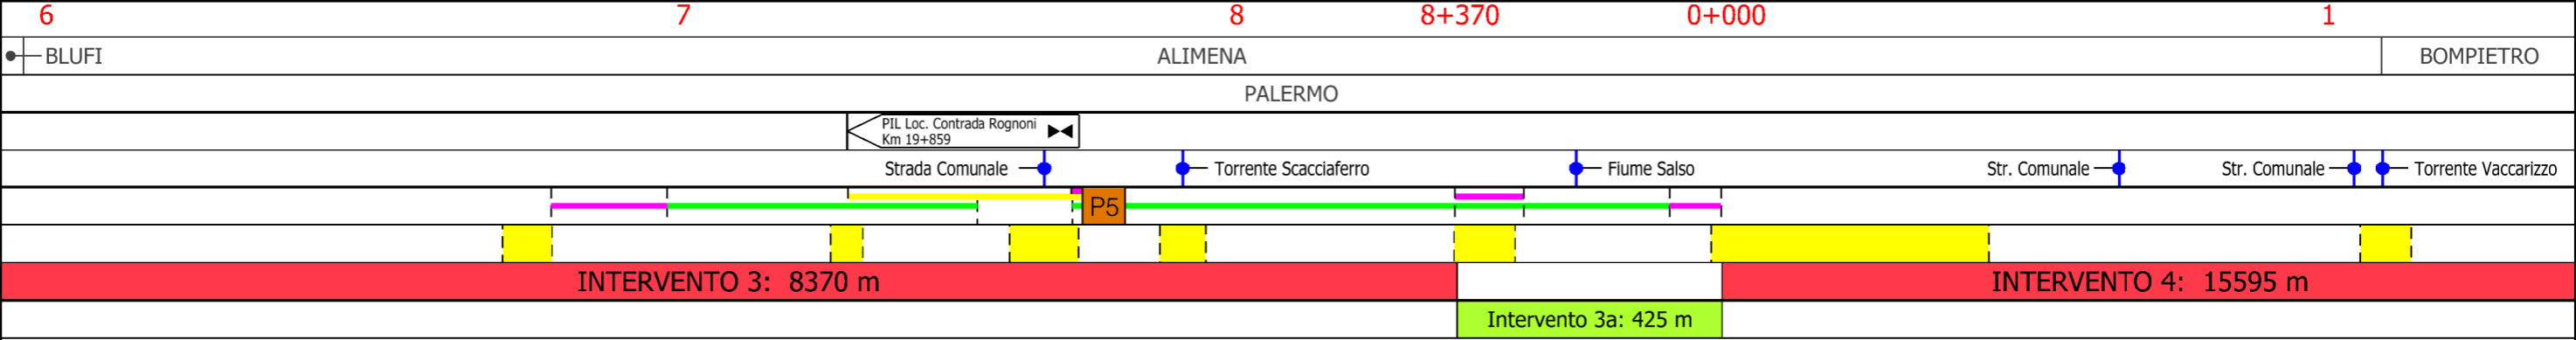 6 7 8 8+370 0+000 1
BLUFI ALIMENA BOMPIETRO
PALERMO
PIL Loc. Contrada Rognoni
Km 19+859
Strada Comunale Torrente Scacciaferro Fiume Salso Str. Comunale Str. Comunale Torrente Vaccarizzo
P5
INTERVENTO 3: 8370 m INTERVENTO 4: 15595 m
Intervento 3a: 425 m